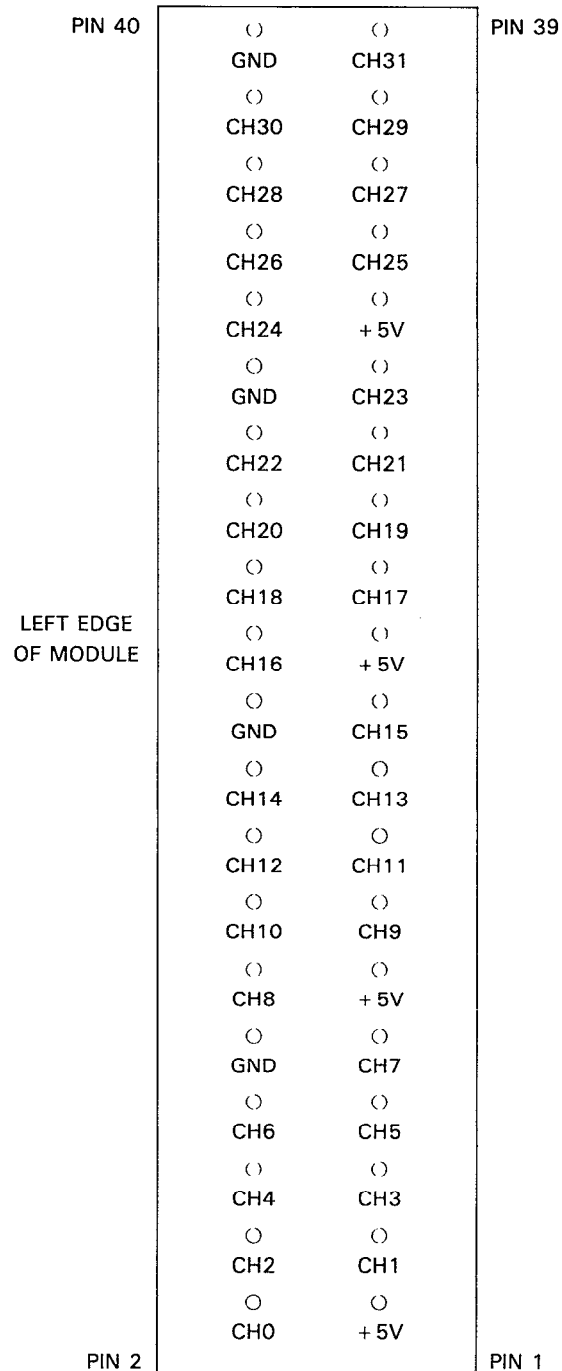 PIN 40 PIN 39
GND CH31
CH30 CH29
CH28 CH27
CH26 CH25
CH24 +5V
GND CH23
CH22 CH21
CH20 CH19
CH18 CH17
LEFT EDGE
OF MODULE
CH16 +5V
GND CH15
CH14 CH13
CH12 CH11
CH10 CH9
CH8 +5V
GND CH7
CH6 CH5
CH4 CH3
CH2 CH1
CH0 +5V
PIN 2 PIN 1